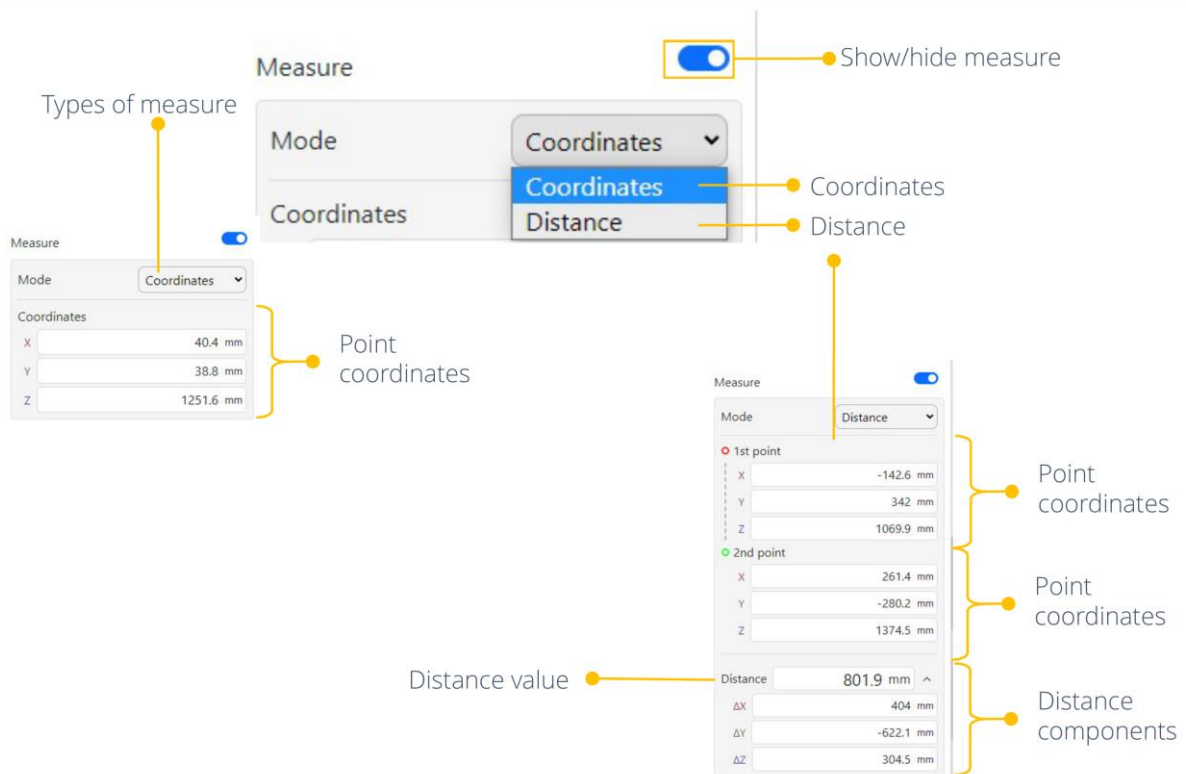 Measure
Show/hide measure
Types of measure
Mode
Coordinates
Coordinates
Coordinates
Coordinates
Distance
Distance
Measure
Mode
Coordinates
Coordinates
X
40.4 mm
Y
38.8 mm
Z
1251.6 mm
Point
coordinates
Measure
Mode
Distance
1st point
X
-142.6 mm
Y
342 mm
Z
1069.9 mm
Point
coordinates
2nd point
X
261.4 mm
Y
-280.2 mm
Z
1374.5 mm
Point
coordinates
Distance value
Distance
801.9 mm
ΔX
404 mm
ΔY
-622.1 mm
ΔZ
304.5 mm
Distance
components